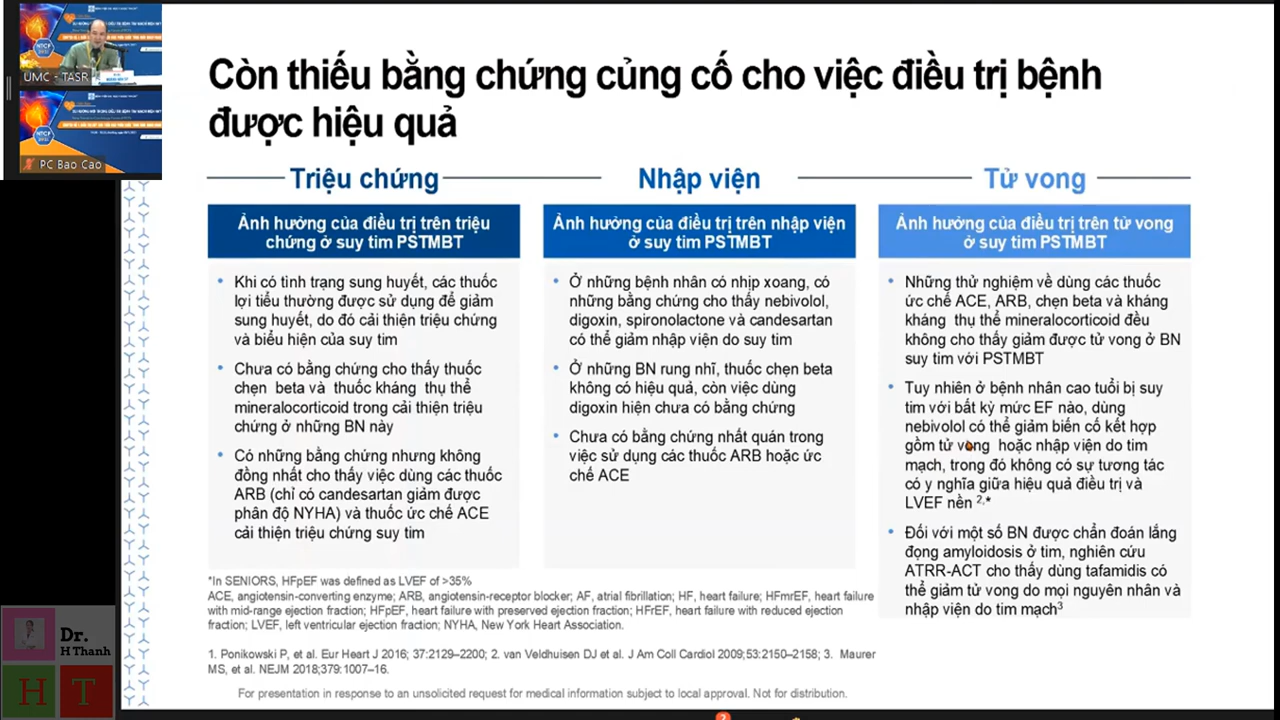 UMC - TASR
PC Bao Cao
Còn thiếu bằng chứng củng cố cho việc điều trị bệnh
được hiệu quả
Triệu chứng
Ảnh hưởng của điều trị trên triệu
chứng ở suy tim PSTMBT
• Khi có tình trạng sung huyết, các thuốc
lợi tiểu thường được sử dụng để giảm
sung huyết, do đó cải thiện triệu chứng
và biểu hiện của suy tim
• Chưa có bằng chứng cho thấy thuốc
chẹn beta và thuốc kháng thụ thể
mineralocorticoid trong cải thiện triệu
chứng ở những BN này
• Có những bằng chứng nhưng không
đồng nhất cho thấy việc dùng các thuốc
ARB (chỉ có candesartan giảm được
phân độ NYHA) và thuốc ức chế ACE
cải thiện triệu chứng suy tim
Nhập viện
Ảnh hưởng của điều trị trên nhập viện
ở suy tim PSTMBT
• Ở những bệnh nhân có nhịp xoang, có
những bằng chứng cho thấy nebivolol,
digoxin, spironolactone và candesartan
có thể giảm nhập viện do suy tim
• Ở những BN rung nhĩ, thuốc chẹn beta
không có hiệu quả, còn việc dùng
digoxin hiện chưa có bằng chứng
• Chưa có bằng chứng nhất quán trong
việc sử dụng các thuốc ARB hoặc ức
chế ACE
Tử vong
Ảnh hưởng của điều trị trên tử vong
ở suy tim PSTMBT
• Những thử nghiệm về dùng các thuốc
ức chế ACE, ARB, chẹn beta và kháng
kháng thụ thể mineralocorticoid đều
không cho thấy giảm được tử vong ở BN
suy tim với PSTMBT
• Tuy nhiên ở bệnh nhân cao tuổi bị suy
tim với bất kỳ mức EF nào, dùng
nebivolol có thể giảm biến cố kết hợp
gồm tử vong hoặc nhập viện do tim
mạch, trong đó không có sự tương tác
có y nghĩa giữa hiệu quả điều trị và
LVEF nền 2,*
• Đối với một số BN được chẩn đoán lắng
đọng amyloidosis ở tim, nghiên cứu
ATRR-ACT cho thấy dùng tafamidis có
thể giảm tử vong do mọi nguyên nhân và
nhập viện do tim mạch3
*In SENIORS, HFpEF was defined as LVEF of >35%
ACE, angiotensin-converting enzyme; ARB, angiotensin-receptor blocker; AF, atrial fibrillation; HF, heart failure; HFmrEF, heart failure
with mid-range ejection fraction; HFpEF, heart failure with preserved ejection fraction; HFrEF, heart failure with reduced ejection
fraction; LVEF, left ventricular ejection fraction; NYHA, New York Heart Association.
1. Ponikowski P, et al. Eur Heart J 2016; 37:2129–2200; 2. van Veldhuisen DJ et al. J Am Coll Cardiol 2009;53:2150–2158; 3. Maurer
MS, et al. NEJM 2018;379:1007–16.
For presentation in response to an unsolicited request for medical information subject to local approval. Not for distribution.
Dr.
H Thanh
H T